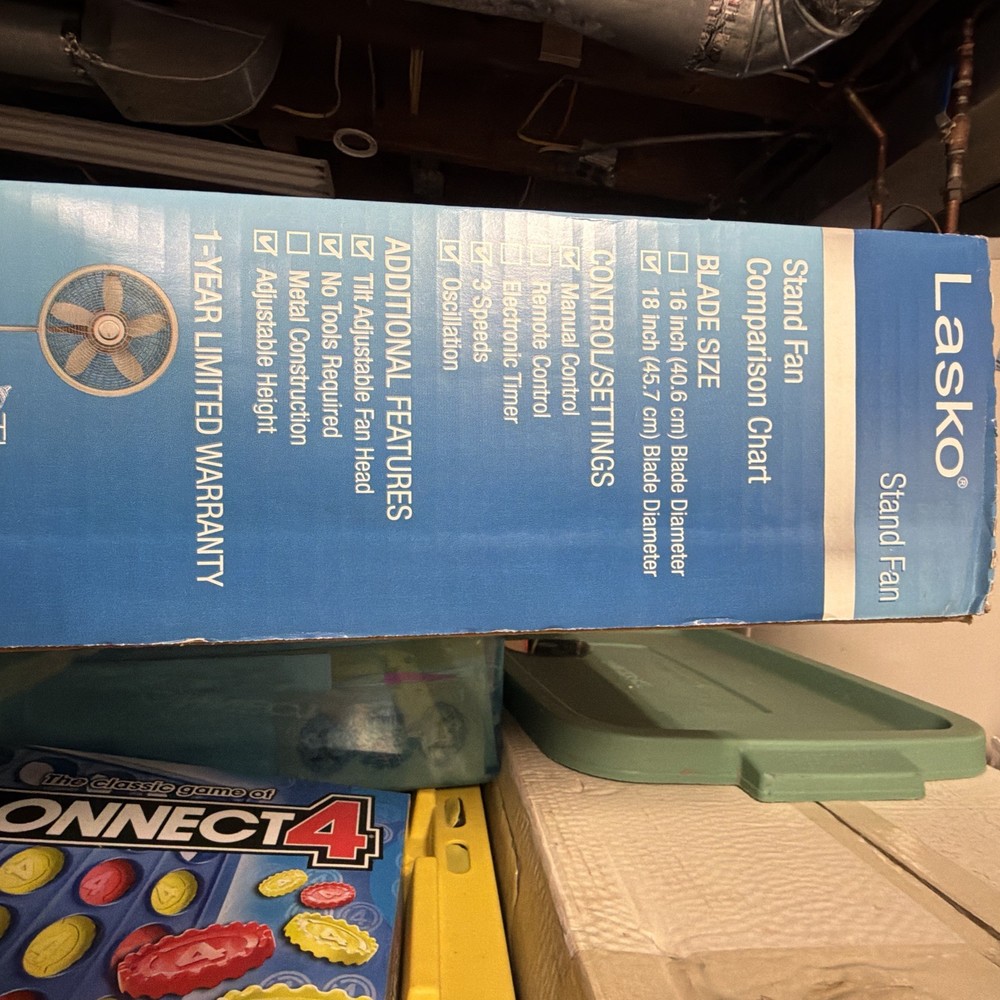 Lasko®
Stand Fan
Stand Fan
Comparison Chart
BLADE SIZE
16 inch (40.6 cm) Blade Diameter
18 inch (45.7 cm) Blade Diameter
CONTROL/SETTINGS
Manual Control
Remote Control
Electronic Timer
3-Speeds
Oscillation
ADDITIONAL FEATURES
Tilt Adjustable Fan Head
No Tools Required
Metal Construction
Adjustable Height
1-YEAR LIMITED WARRANTY
The classic game of
ONNECT 4